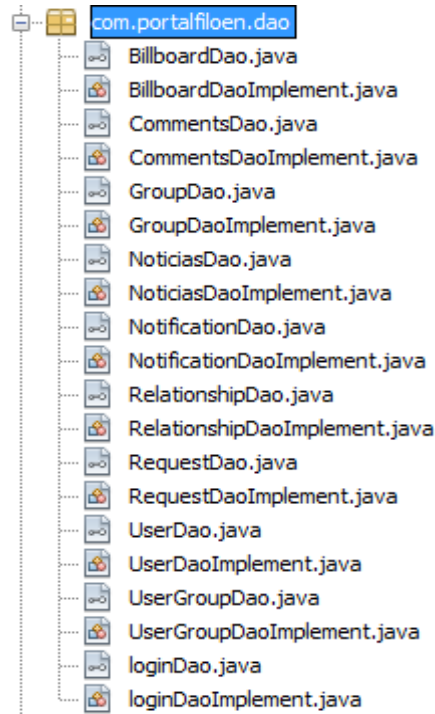 com.portalfiloen.dao
BillboardDao.java
BillboardDaoImplement.java
CommentsDao.java
CommentsDaoImplement.java
GroupDao.java
GroupDaoImplement.java
NoticiasDao.java
NoticiasDaoImplement.java
NotificationDao.java
NotificationDaoImplement.java
RelationshipDao.java
RelationshipDaoImplement.java
RequestDao.java
RequestDaoImplement.java
UserDao.java
UserDaoImplement.java
UserGroupDao.java
UserGroupDaoImplement.java
loginDao.java
loginDaoImplement.java